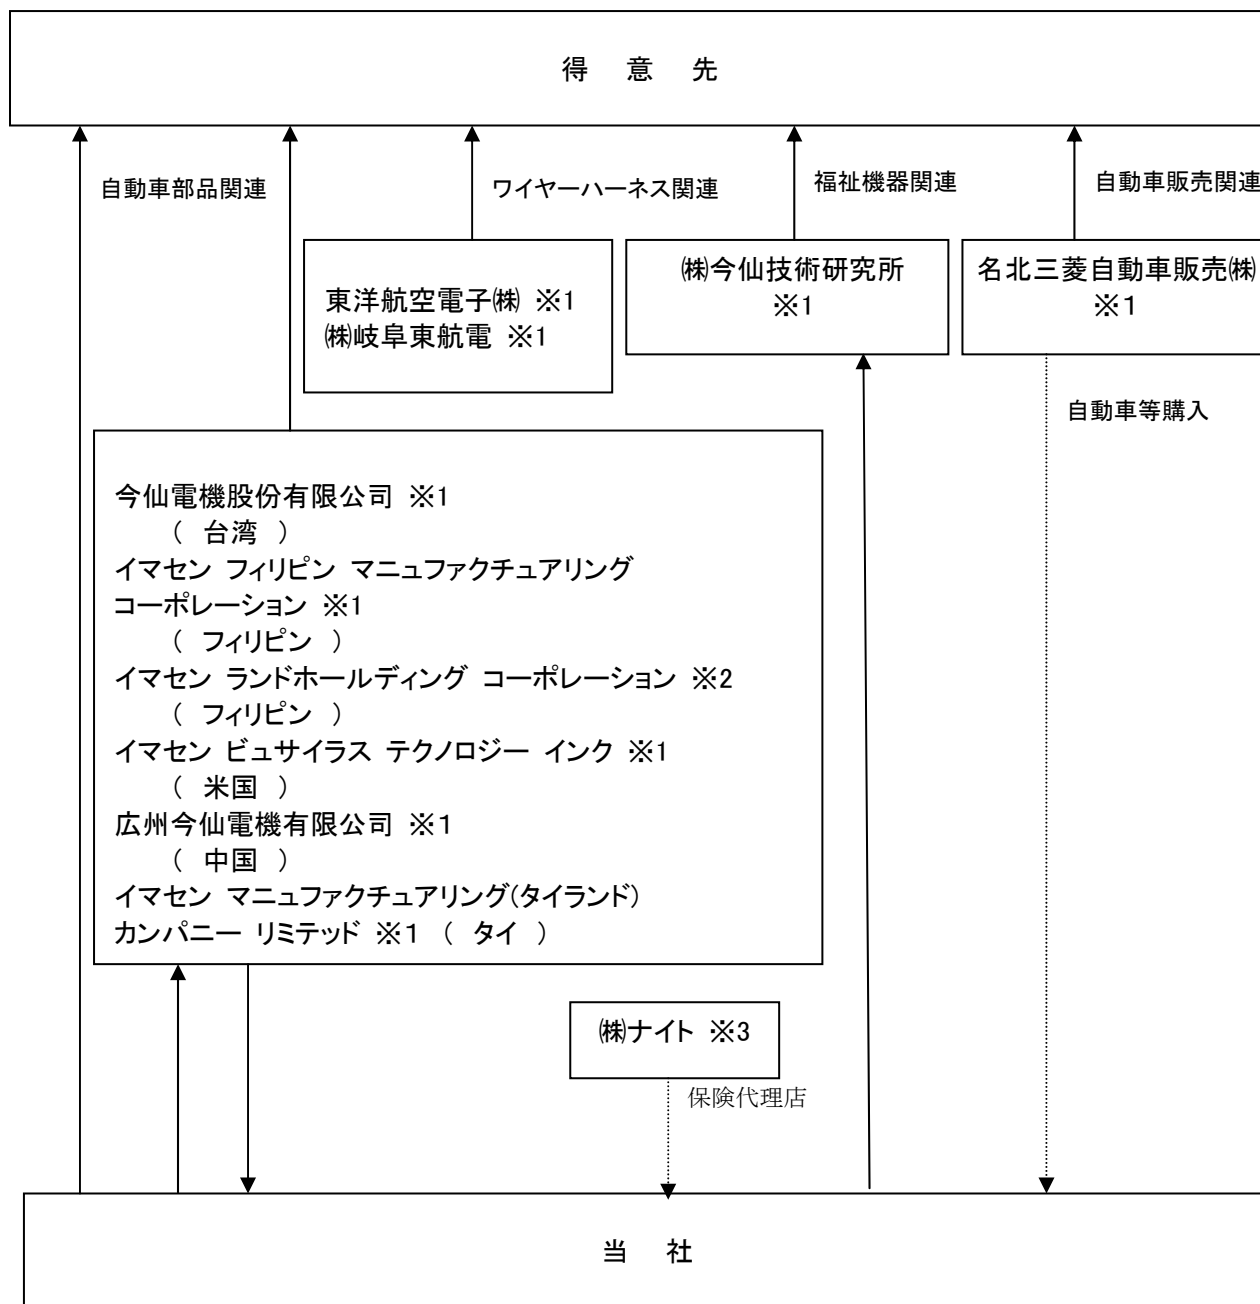 得 意 先
自動車部品関連
ワイヤーハーネス関連
福祉機器関連
自動車販売関連
東洋航空電子㈱ ※1
㈱岐阜東航電 ※1
㈱今仙技術研究所
※1
名北三菱自動車販売㈱
※1
自動車等購入
今仙電機股份有限公司 ※1
( 台湾 )
イマセン フィリピン マニュファクチュアリング
コーポレーション ※1
( フィリピン )
イマセン ランドホールディング コーポレーション ※2
( フィリピン )
イマセン ビュサイラス テクノロジー インク ※1
( 米国 )
広州今仙電機有限公司 ※1
( 中国 )
イマセン マニュファクチュアリング(タイランド)
カンパニー リミテッド ※1 ( タイ )
㈱ナイト ※3
保険代理店
当 社